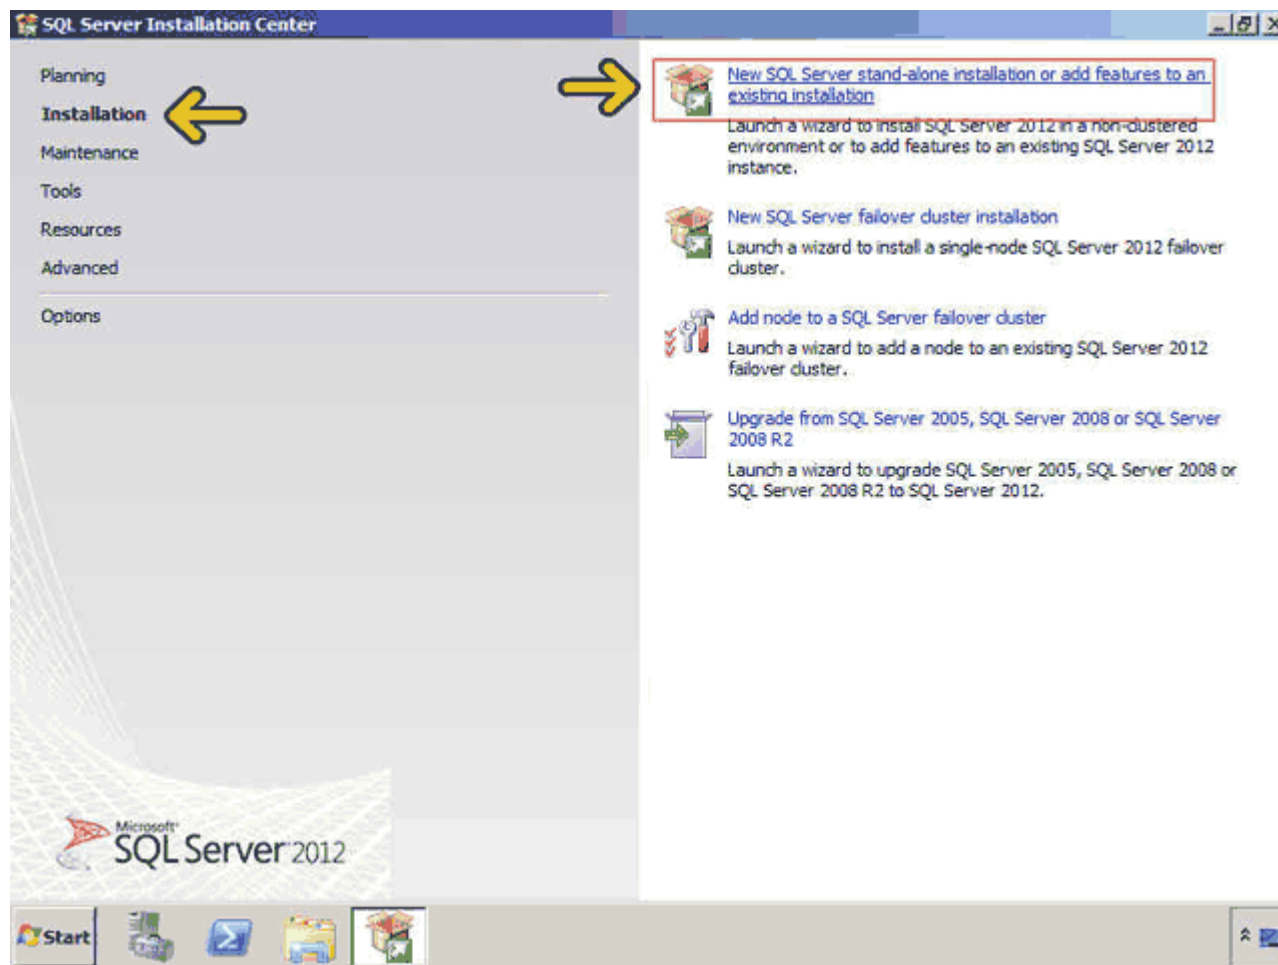 SQL Server Installation Center
Planning
Installation
Maintenance
Tools
Resources
Advanced
Options
New SQL Server stand-alone installation or add features to an
existing installation
Launch a wizard to install SQL Server 2012 in a non-clustered
environment or to add features to an existing SQL Server 2012
instance.
New SQL Server failover cluster installation
Launch a wizard to install a single-node SQL Server 2012 failover
cluster.
Add node to a SQL Server failover cluster
Launch a wizard to add a node to an existing SQL Server 2012
failover cluster.
Upgrade from SQL Server 2005, SQL Server 2008 or SQL Server
2008 R2
Launch a wizard to upgrade SQL Server 2005, SQL Server 2008 or
SQL Server 2008 R2 to SQL Server 2012.
Microsoft®
SQL Server 2012
Start